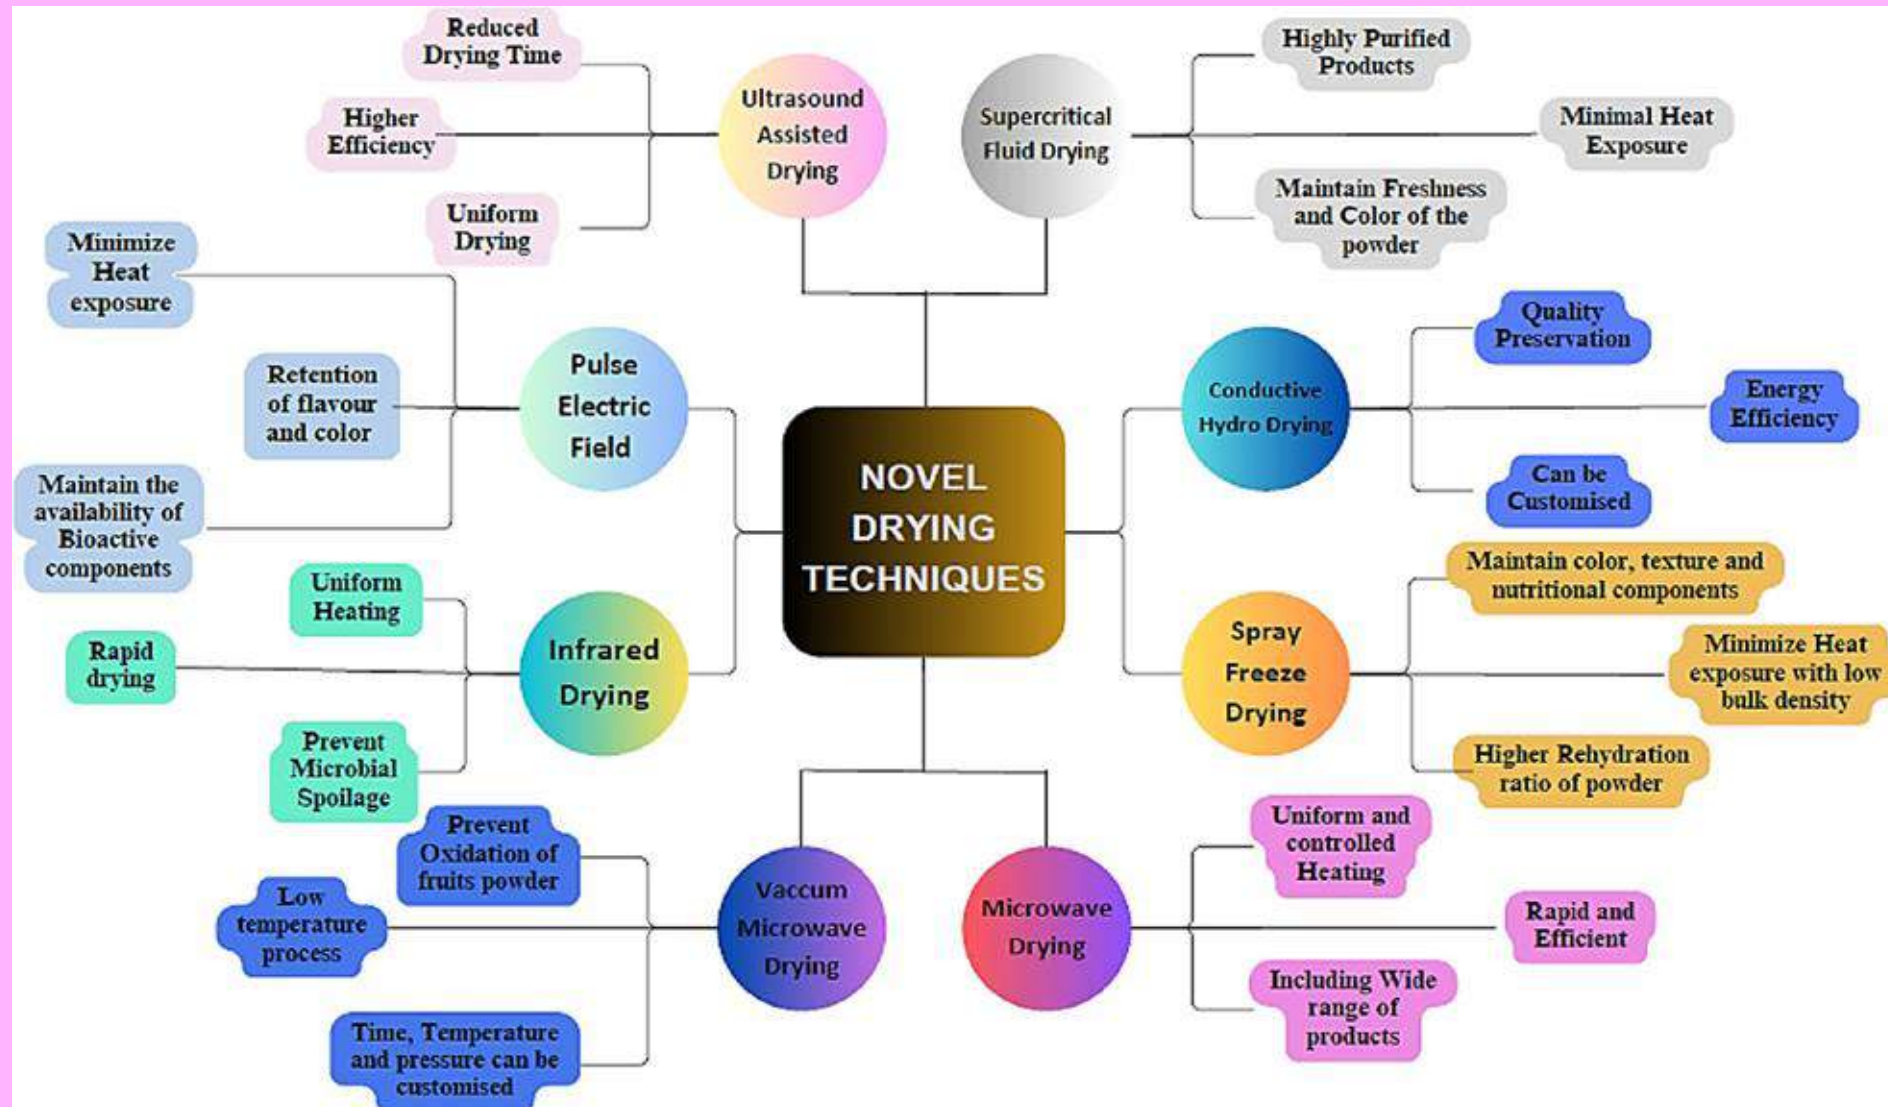 Reduced
Drying Time
Higher
Efficiency
Uniform
Drying
Ultrasound
Assisted
Drying
Supercritical
Fluid Drying
Highly Purified
Products
Minimal Heat
Exposure
Maintain Freshness
and Color of the
powder
Minimize
Heat
exposure
Retention
of flavour
and color
Maintain the
availability of
Bioactive
components
Pulse
Electric
Field
Conductive
Hydro Drying
Quality
Preservation
Energy
Efficiency
Can be
Customised
NOVEL
DRYING
TECHNIQUES
Uniform
Heating
Rapid
drying
Prevent
Microbial
Spoilage
Infrared
Drying
Spray
Freeze
Drying
Maintain color, texture and
nutritional components
Minimize Heat
exposure with low
bulk density
Higher Rehydration
ratio of powder
Prevent
Oxidation of
fruits powder
Low
temperature
process
Time, Temperature
and pressure can be
customised
Vaccum
Microwave
Drying
Microwave
Drying
Uniform and
controlled
Heating
Rapid and
Efficient
Including Wide
range of
products